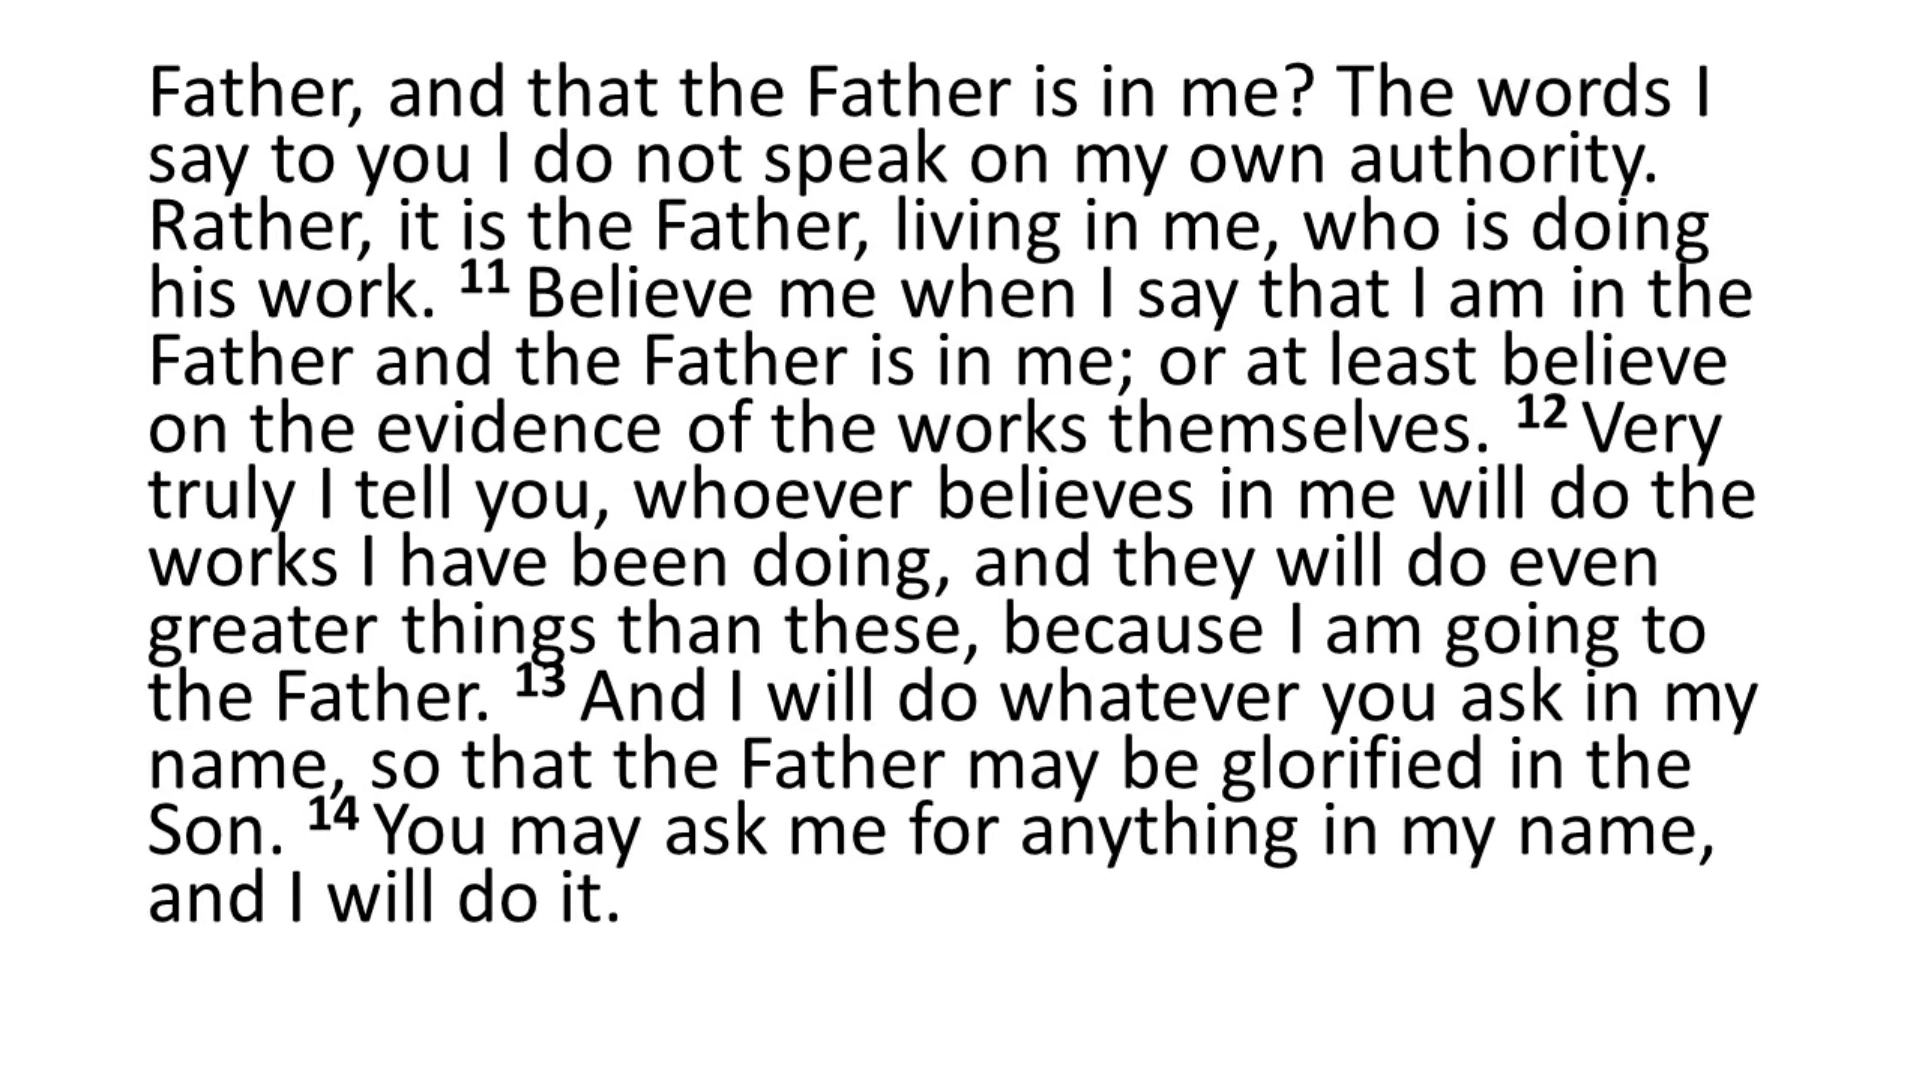 Father, and that the Father is in me? The words I
say to you I do not speak on my own authority.
Rather, it is the Father, living in me, who is doing
his work. 11 Believe me when I say that I am in the
Father and the Father is in me; or at least believe
on the evidence of the works themselves. 12 Very
truly I tell you, whoever believes in me will do the
works I have been doing, and they will do even
greater things than these, because I am going to
the Father. 13 And I will do whatever you ask in my
name, so that the Father may be glorified in the
Son. 14 You may ask me for anything in my name,
and I will do it.